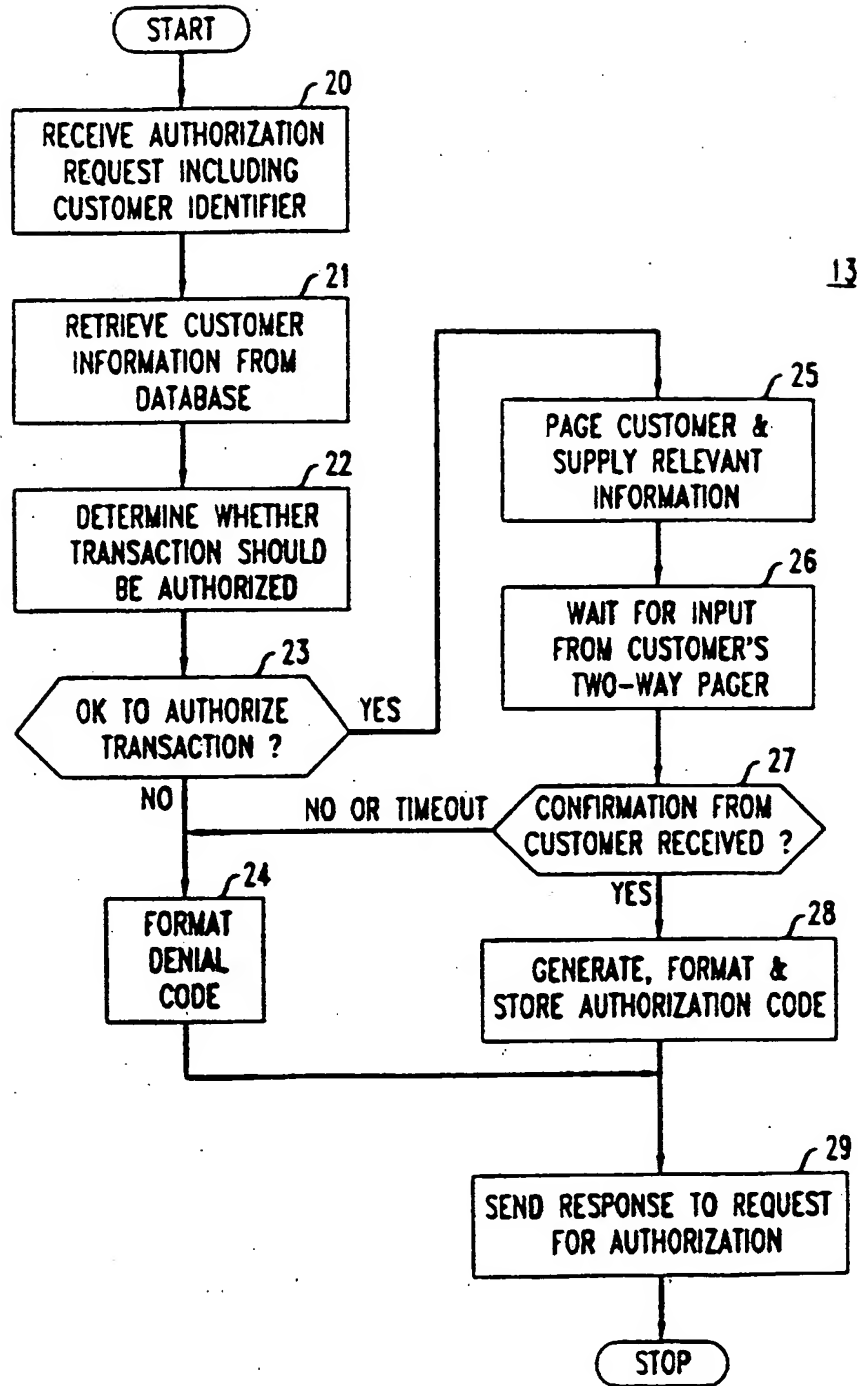 START
20
RECEIVE AUTHORIZATION
REQUEST INCLUDING
CUSTOMER IDENTIFIER
21
RETRIEVE CUSTOMER
INFORMATION FROM
DATABASE
22
DETERMINE WHETHER
TRANSACTION SHOULD
BE AUTHORIZED
23
OK TO AUTHORIZE
TRANSACTION ?
YES
NO
24
FORMAT
DENIAL
CODE
13
25
PAGE CUSTOMER &
SUPPLY RELEVANT
INFORMATION
26
WAIT FOR INPUT
FROM CUSTOMER'S
TWO-WAY PAGER
27
CONFIRMATION FROM
CUSTOMER RECEIVED ?
NO OR TIMEOUT
YES
28
GENERATE, FORMAT &
STORE AUTHORIZATION CODE
29
SEND RESPONSE TO REQUEST
FOR AUTHORIZATION
STOP